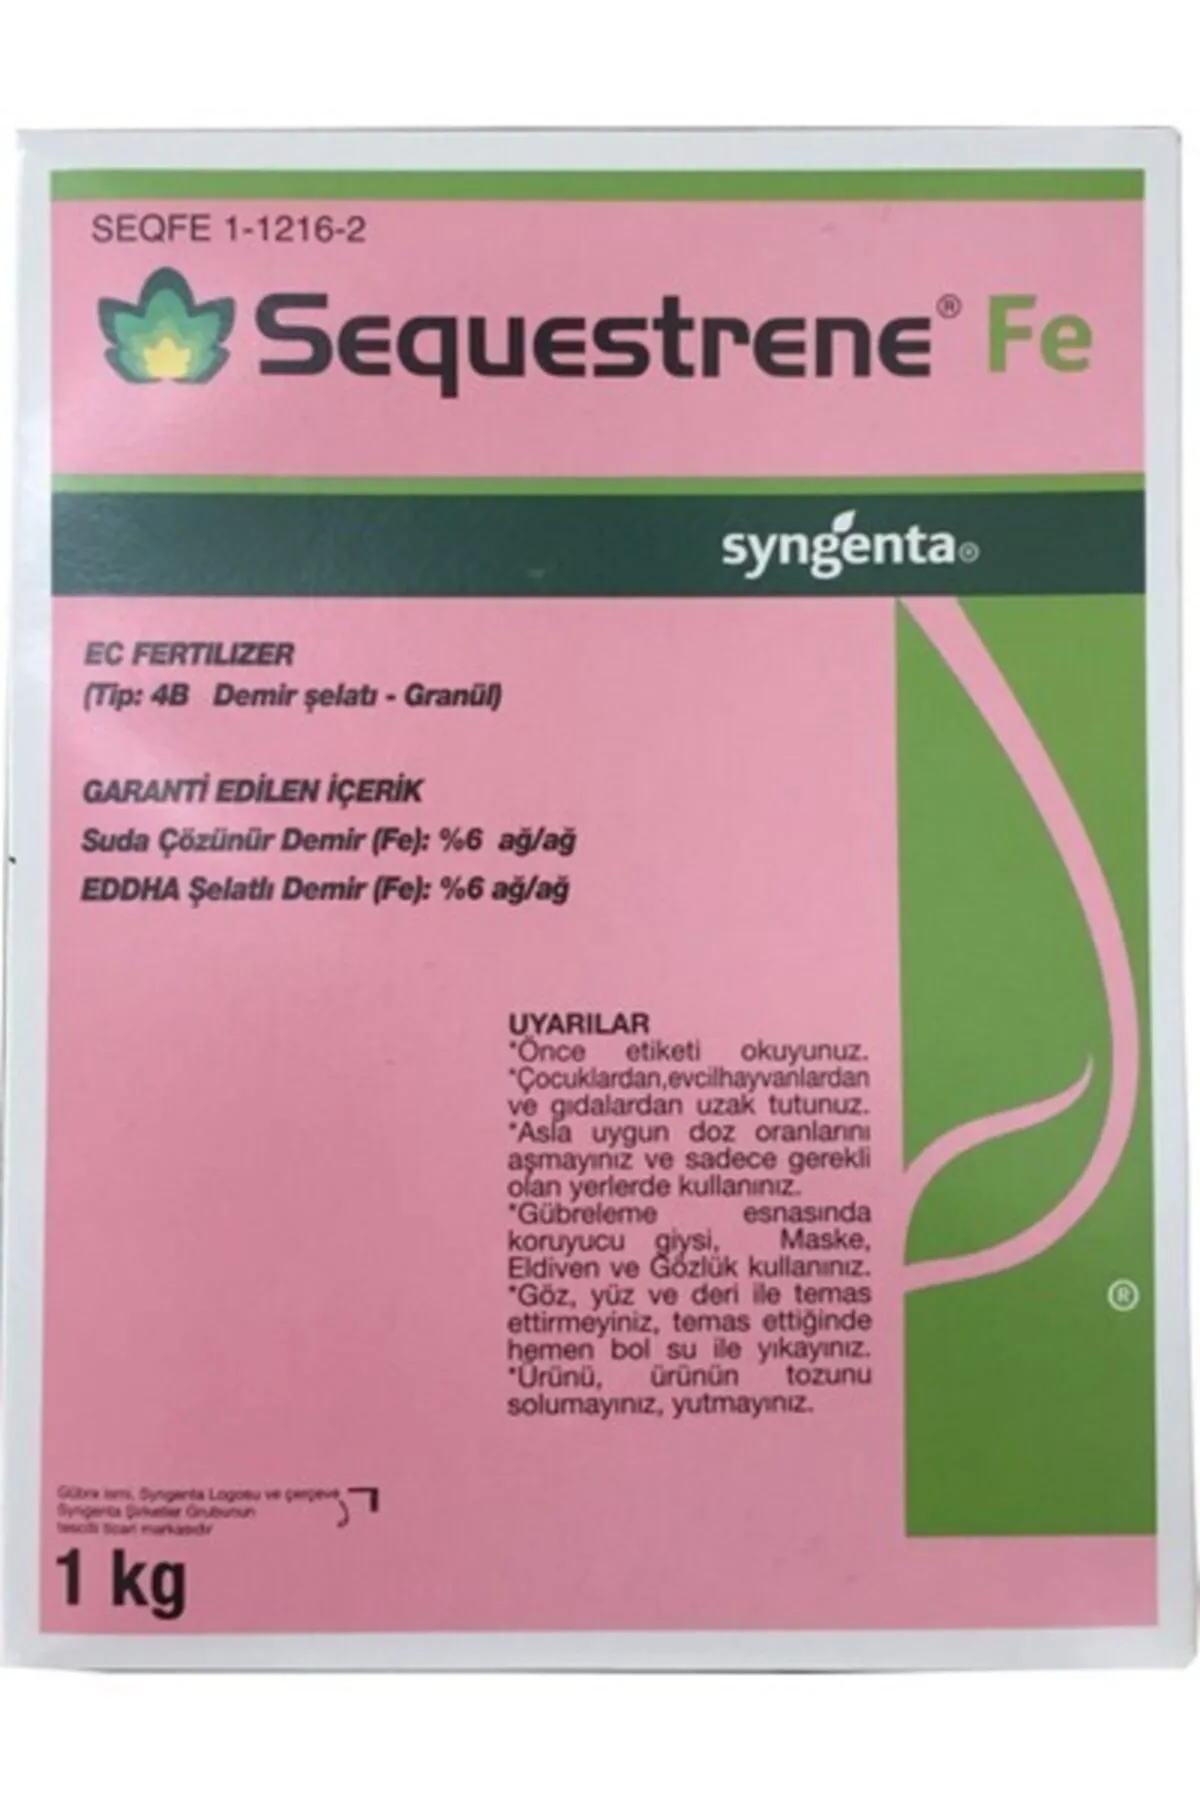 SEQFE 1-1216-2
Sequestrene® Fe
syngenta®
EC FERTILIZER
(Tip: 4B Demir şelatı - Granül)
GARANTİ EDİLEN İÇERİK
Suda Çözünür Demir (Fe): %6 ağ/ağ
EDDHA Şelatlı Demir (Fe): %6 ağ/ağ
UYARILAR
*Önce etiketi okuyunuz.
*Çocuklardan,evcilhayvanlardan
ve gıdalardan uzak tutunuz.
*Asla uygun doz oranlarını
aşmayınız ve sadece gerekli
olan yerlerde kullanınız.
*Gübreleme esnasında
koruyucu giysi, Maske,
Eldiven ve Gözlük kullanınız.
*Göz, yüz ve deri ile temas
ettirmeyiniz, temas ettiğinde
hemen bol su ile yıkayınız.
*Ürünü, ürünün tozunu
solumayınız, yutmayınız.
®
Gübre ismi, Syngenta Logosu ve çerçeve
Syngenta Şirketler Grubunun
tescilli ticari markasıdır
1 kg